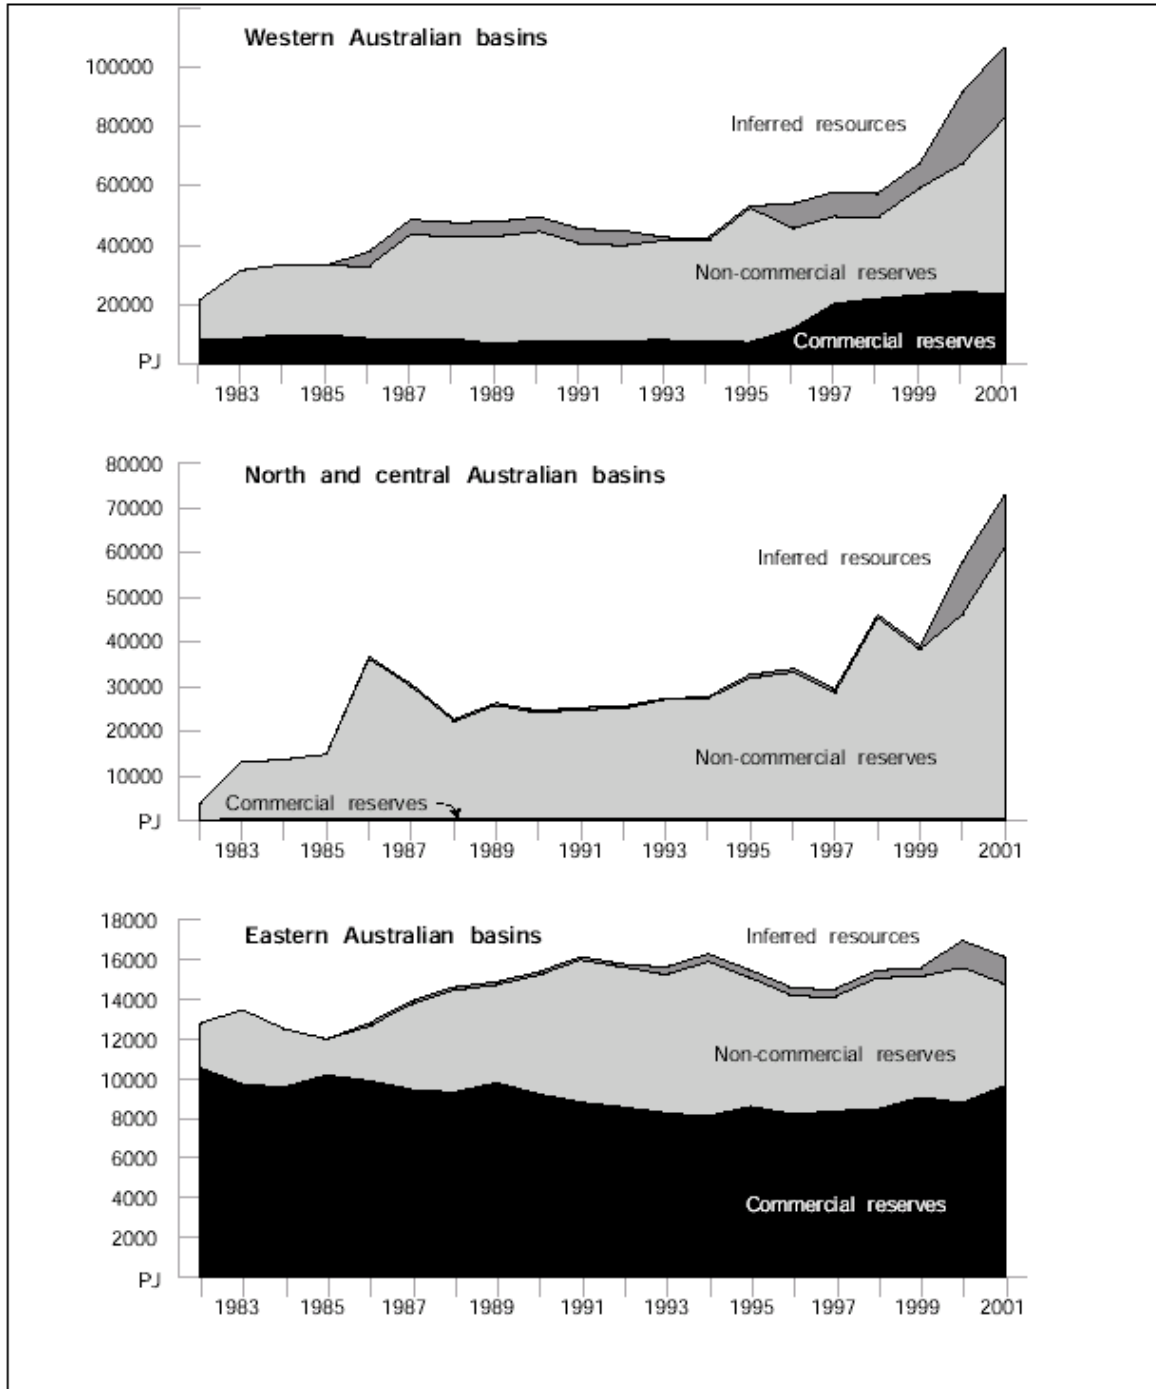 Western Australian basins
100000
80000
Inferred resources
60000
40000
Non-commercial reserves
20000
Commercial reserves
PJ
1983 1985 1987 1989 1991 1993 1995 1997 1999 2001
80000
North and central Australian basins
70000
60000
Inferred resources
50000
40000
30000
20000
Non-commercial reserves
10000
Commercial reserves
PJ
1983 1985 1987 1989 1991 1993 1995 1997 1999 2001
18000
Eastern Australian basins
Inferred resources
16000
14000
12000
Non-commercial reserves
10000
8000
6000
4000
Commercial reserves
2000
PJ
1983 1985 1987 1989 1991 1993 1995 1997 1999 2001